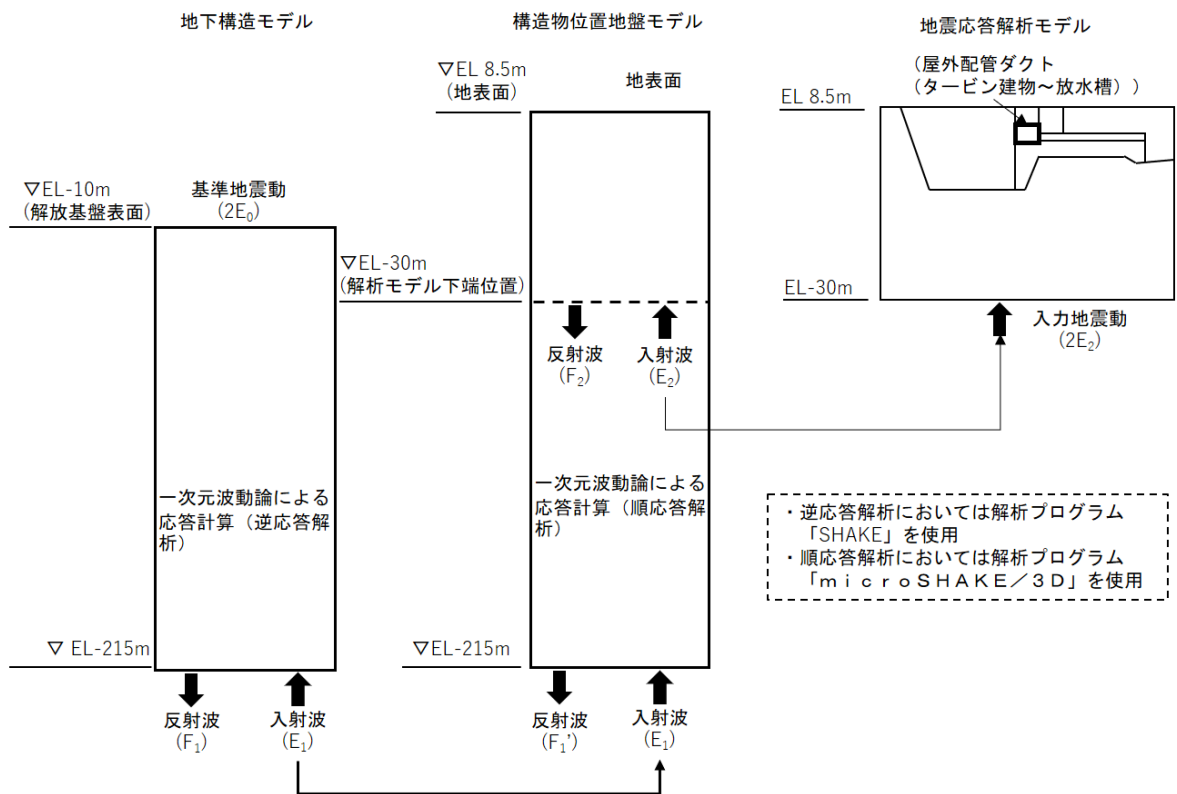 地下構造モデル
▽EL-10m
(解放基盤表面)
基準地震動
(2E₀)
一次元波動論による
応答計算（逆応答解
析）
▽ EL-215m
反射波
(F₁)
入射波
(E₁)
構造物位置地盤モデル
▽EL 8.5m
(地表面)
地表面
▽EL-30m
(解析モデル下端位置)
反射波
(F₂)
入射波
(E₂)
一次元波動論による
応答計算（順応答解
析）
▽EL-215m
反射波
(F₁’)
入射波
(E₁)
地震応答解析モデル
(屋外配管ダクト
(タービン建物～放水槽））
EL 8.5m
EL-30m
入力地震動
(2E₂)
・逆応答解析においては解析プログラム
「SHAKE」を使用
・順応答解析においては解析プログラム
「ｍｉｃｒｏＳＨＡＫＥ／３Ｄ」を使用